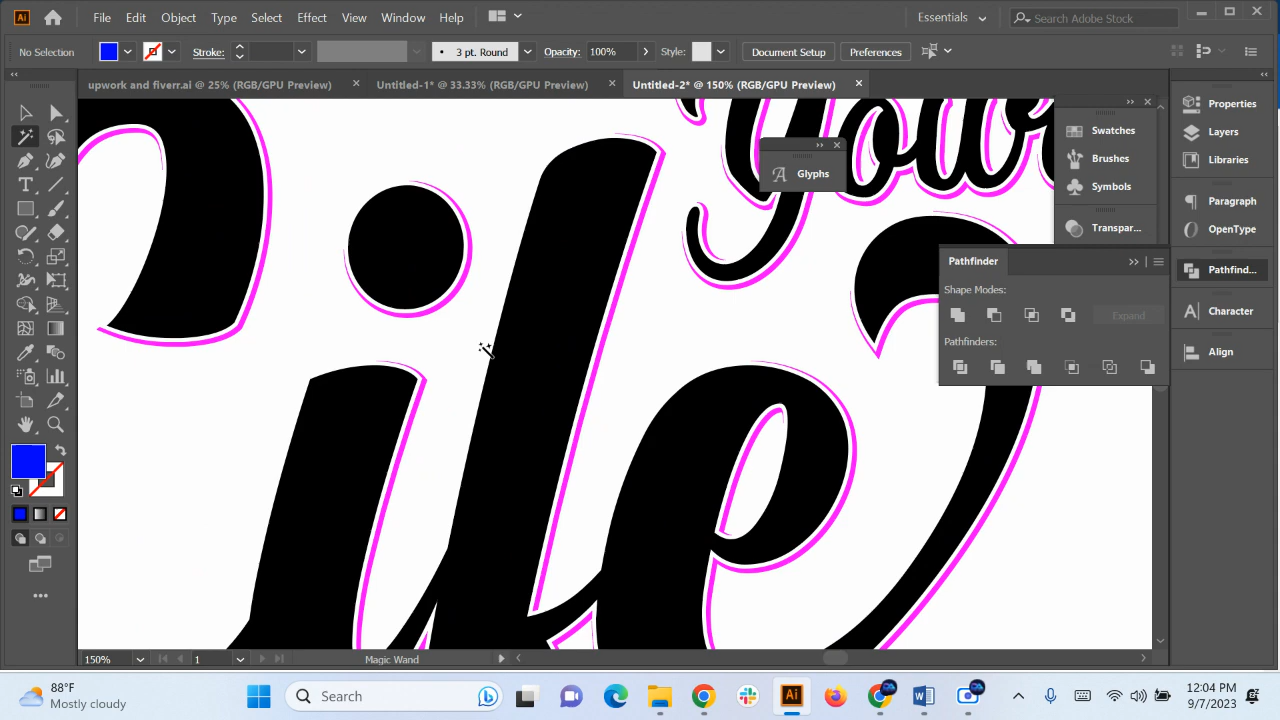 Ai File Edit Object Type Select Effect View Window Help Essentials Search Adobe Stock
No Selection Stroke: 3 pt. Round Opacity: 100% Style: Document Setup Preferences
upwork and fiverr.ai @ 25% (RGB/GPU Preview) Untitled-1* @ 33.33% (RGB/GPU Preview) Untitled-2* @ 150% (RGB/GPU Preview)
Properties
Layers
Libraries
Paragraph
OpenType
Pathfind...
Character
Align
Swatches
Brushes
Symbols
Transpar...
Glyphs
Pathfinder
Shape Modes:
Expand
Pathfinders:
you
ile
150% 1 Magic Wand
88°F
Mostly cloudy
Search
12:04 PM
9/7/2023